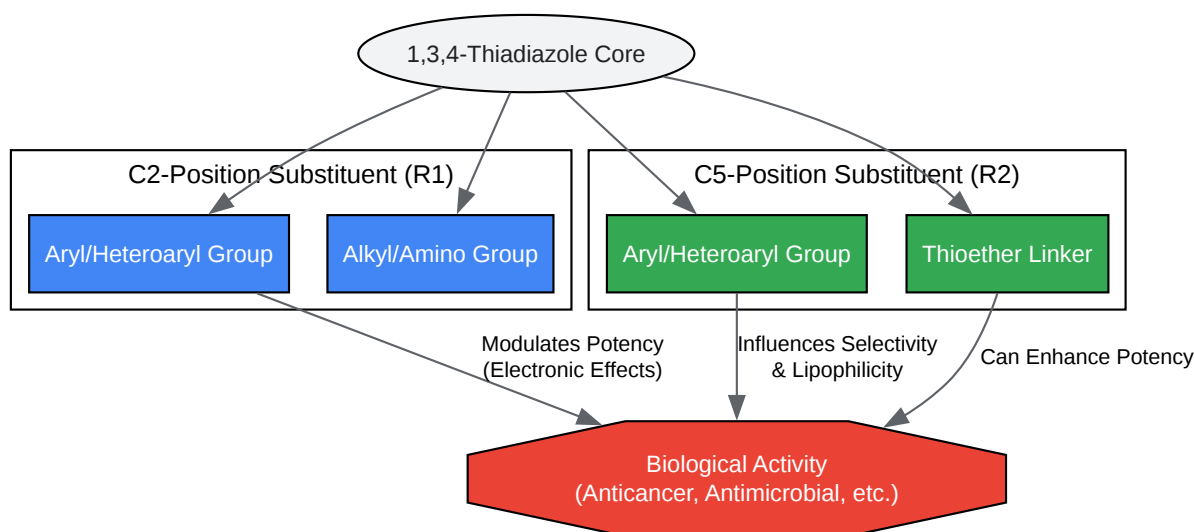 1,3,4-Thiadiazole Core
C2-Position Substituent (R1)
C5-Position Substituent (R2)
Aryl/Heteroaryl Group
Alkyl/Amino Group
Aryl/Heteroaryl Group
Thioether Linker
Modulates Potency
(Electronic Effects)
Influences Selectivity
& Lipophilicity
Can Enhance Potency
Biological Activity
(Anticancer, Antimicrobial, etc.)